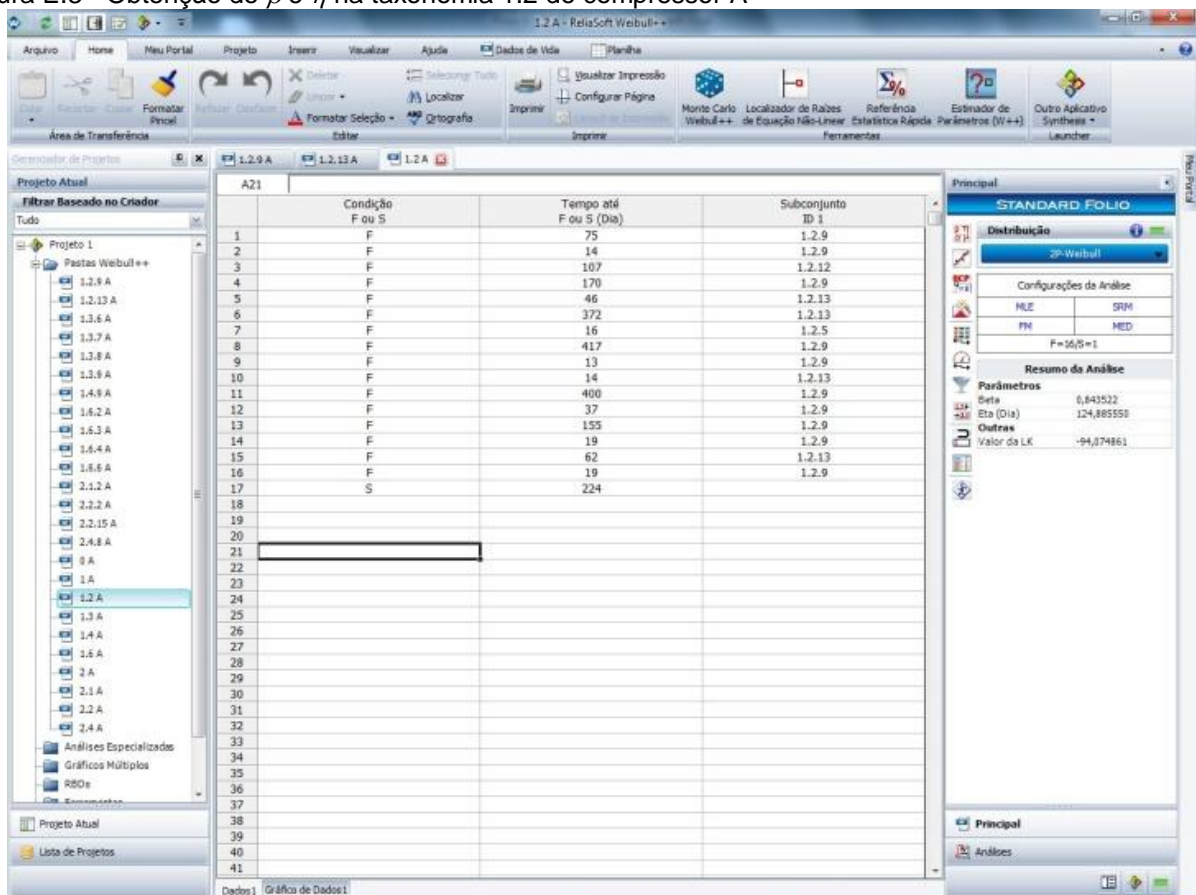 1.2 A - ReliaSoft Weibull++
Arquivo Home Meu Portal Projeto Inserir Visualizar Ajuda Dados de Vida Planilha
Colar Recortar Copiar Formatar Pincel
Refazer Desfazer
Deletar Selecionar Tudo
Limpar Localizar
Formatar Seleção Ortografia
Imprimir
Visualizar Impressão
Configurar Página
Monte Carlo Weibull++
Localizador de Raízes de Equação Não-Linear
Referência Estatística Rápida
Estimador de Parâmetros (W++)
Outro Aplicativo Synthesis
Área de Transferência Editar Imprimir Ferramentas Launcher
Gerenciador de Projetos
1.2.9 A 1.2.13 A 1.2 A
Meu Portal
Projeto Atual
Filtrar Baseado no Criador
Tudo
Projeto 1
Pastas Weibull++
1.2.9 A
1.2.13 A
1.3.6 A
1.3.7 A
1.3.8 A
1.3.9 A
1.4.9 A
1.6.2 A
1.6.3 A
1.6.4 A
1.6.6 A
2.1.2 A
2.2.2 A
2.2.15 A
2.4.8 A
0 A
1 A
1.2 A
1.3 A
1.4 A
1.6 A
2 A
2.1 A
2.2 A
2.4 A
Análises Especializadas
Gráficos Múltiplos
RBDs
Projeto Atual
Lista de Projetos
A21
Condição F ou S Tempo até F ou S (Dia) Subconjunto ID 1
1 F 75 1.2.9
2 F 14 1.2.9
3 F 107 1.2.12
4 F 170 1.2.9
5 F 46 1.2.13
6 F 372 1.2.13
7 F 16 1.2.5
8 F 417 1.2.9
9 F 13 1.2.9
10 F 14 1.2.13
11 F 400 1.2.9
12 F 37 1.2.9
13 F 155 1.2.9
14 F 19 1.2.9
15 F 62 1.2.13
16 F 19 1.2.9
17 S 224
18
19
20
21
22
23
24
25
26
27
28
29
30
31
32
33
34
35
36
37
38
39
40
41
Dados1 Gráfico de Dados1
Principal
STANDARD FOLIO
Distribuição
2P-Weibull
Configurações da Análise
MLE SRM
FM MED
F=16/S=1
Resumo da Análise
Parâmetros
Beta 0,843522
Eta (Dia) 124,885550
Outras
Valor da LK -94,074861
Principal
Análises